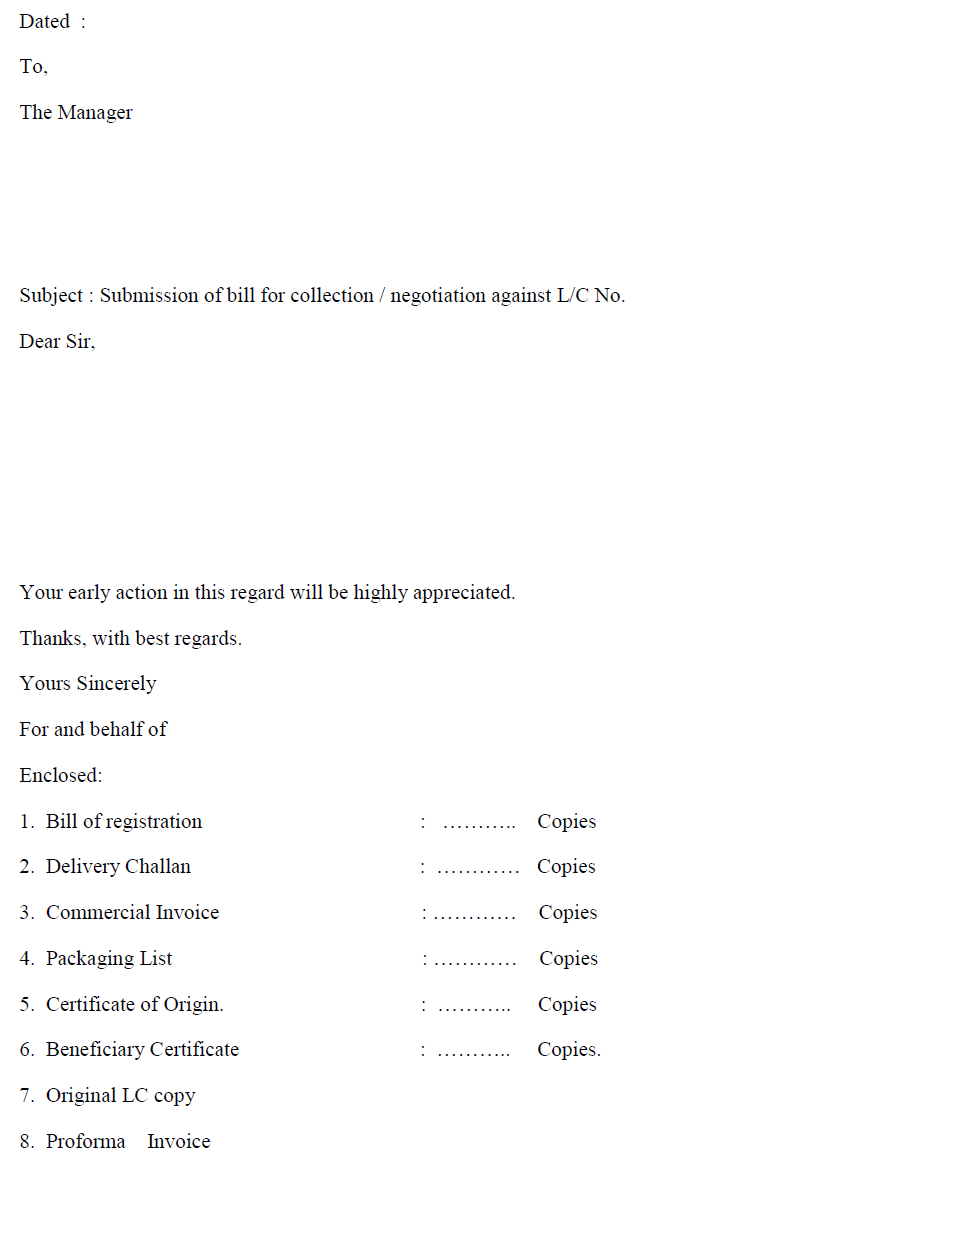 Dated :
To,
The Manager
Subject : Submission of bill for collection / negotiation against L/C No.
Dear Sir,
Your early action in this regard will be highly appreciated.
Thanks, with best regards.
Yours Sincerely
For and behalf of
Enclosed:
1. Bill of registration : ……….. Copies
2. Delivery Challan : ………… Copies
3. Commercial Invoice : ………… Copies
4. Packaging List : ………… Copies
5. Certificate of Origin. : ……….. Copies
6. Beneficiary Certificate : ……….. Copies.
7. Original LC copy
8. Proforma Invoice